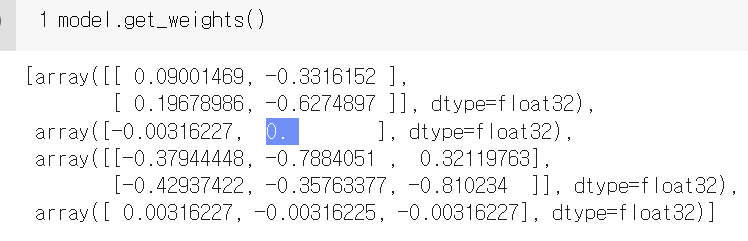 1 model.get_weights()
[array([[ 0.09001469, -0.3316152 ],
[ 0.19678986, -0.6274897 ]], dtype=float32),
array([-0.00316227,  0.        ], dtype=float32),
array([[-0.37944448, -0.7884051 ,  0.32119763],
[-0.42937422, -0.35763377, -0.810234  ]], dtype=float32),
array([ 0.00316227, -0.00316225, -0.00316227], dtype=float32)]